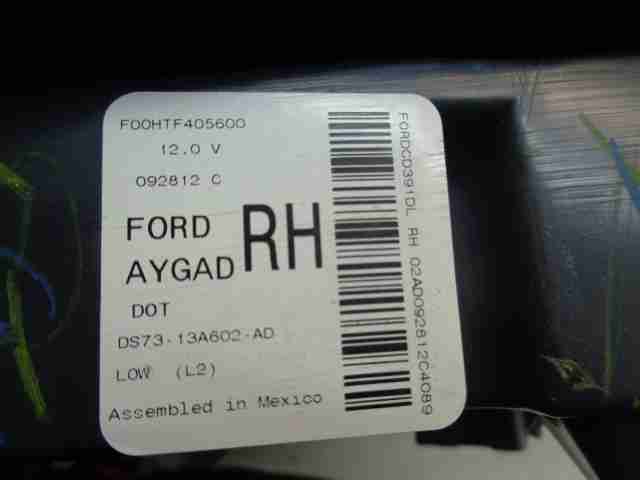 F00HTF405600
12.0 V
092812 C
FORD
AYGAD
RH
DOT
DS73-13A602-AD
LOW (L2)
Assembled in Mexico
FORDCD391DL RH 02AD092812C4089